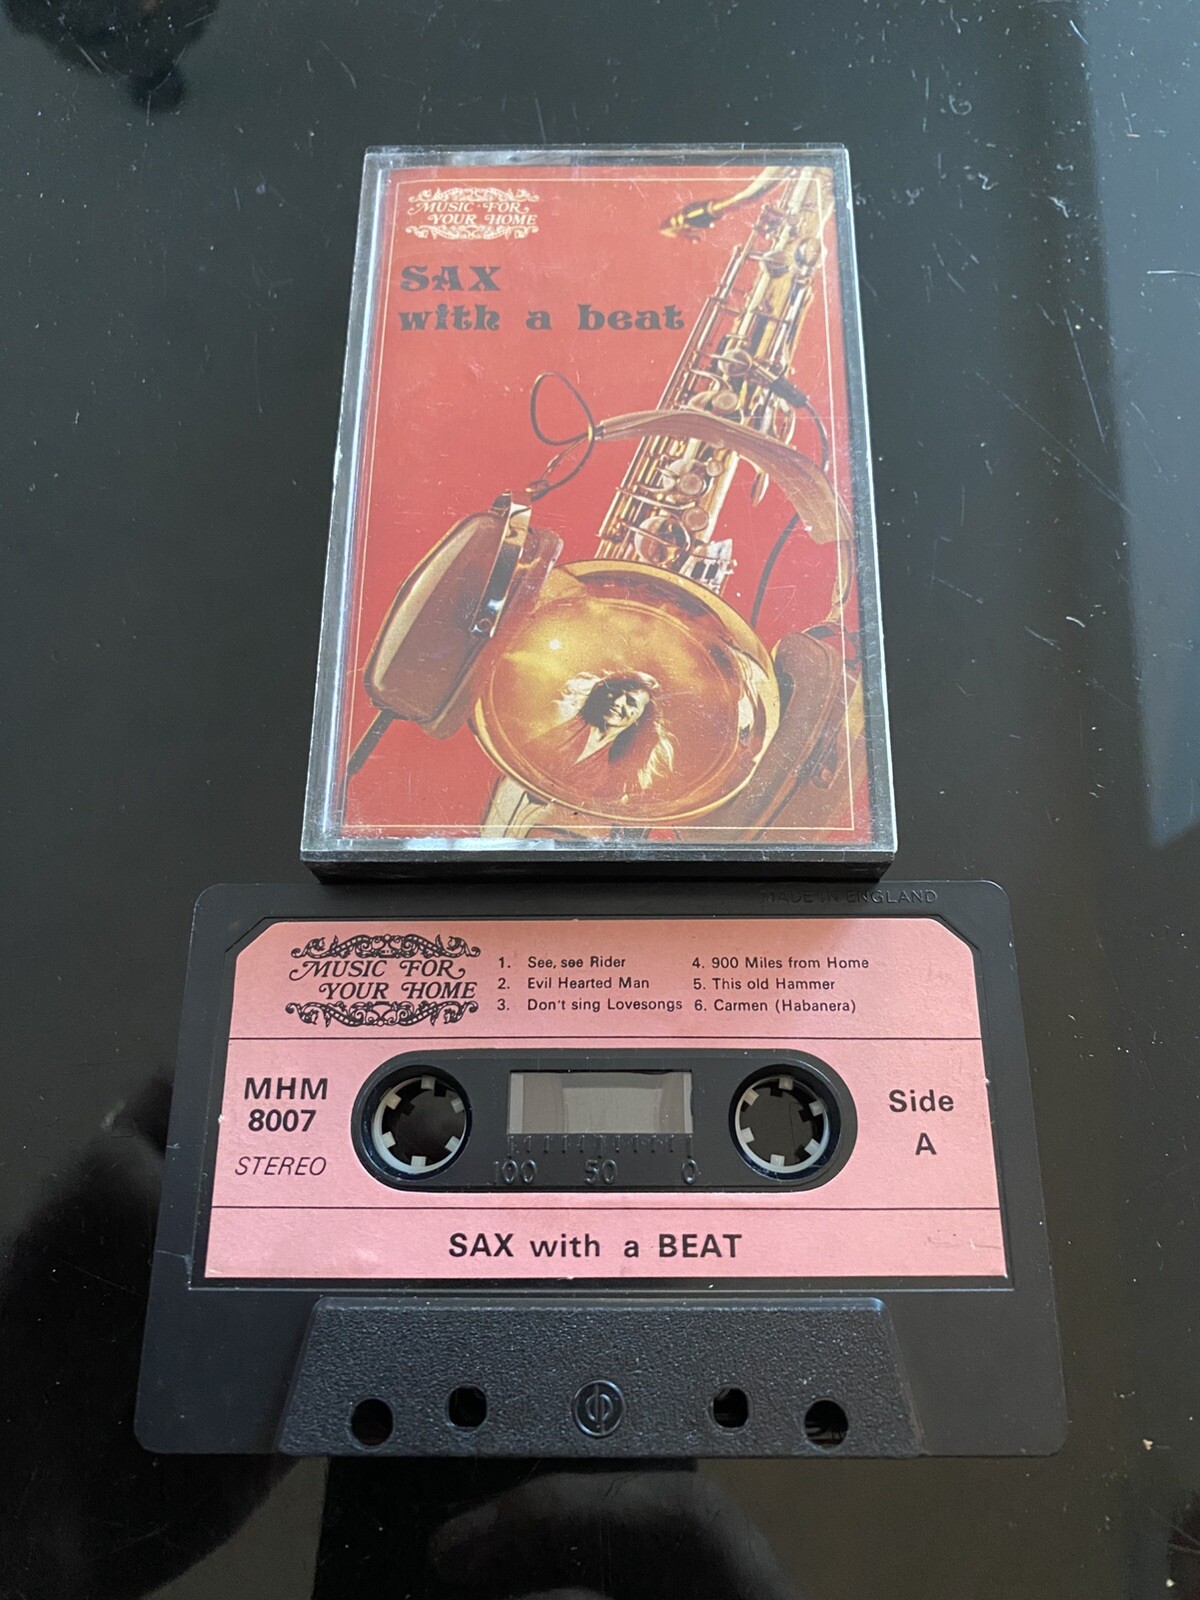 MUSIC FOR
YOUR HOME
SAX
with a beat
MADE IN ENGLAND
MUSIC FOR
YOUR HOME
1. See, see Rider
2. Evil Hearted Man
3. Don't sing Lovesongs
4. 900 Miles from Home
5. This old Hammer
6. Carmen (Habanera)
MHM
8007
STEREO
100 50 0
Side
A
SAX with a BEAT